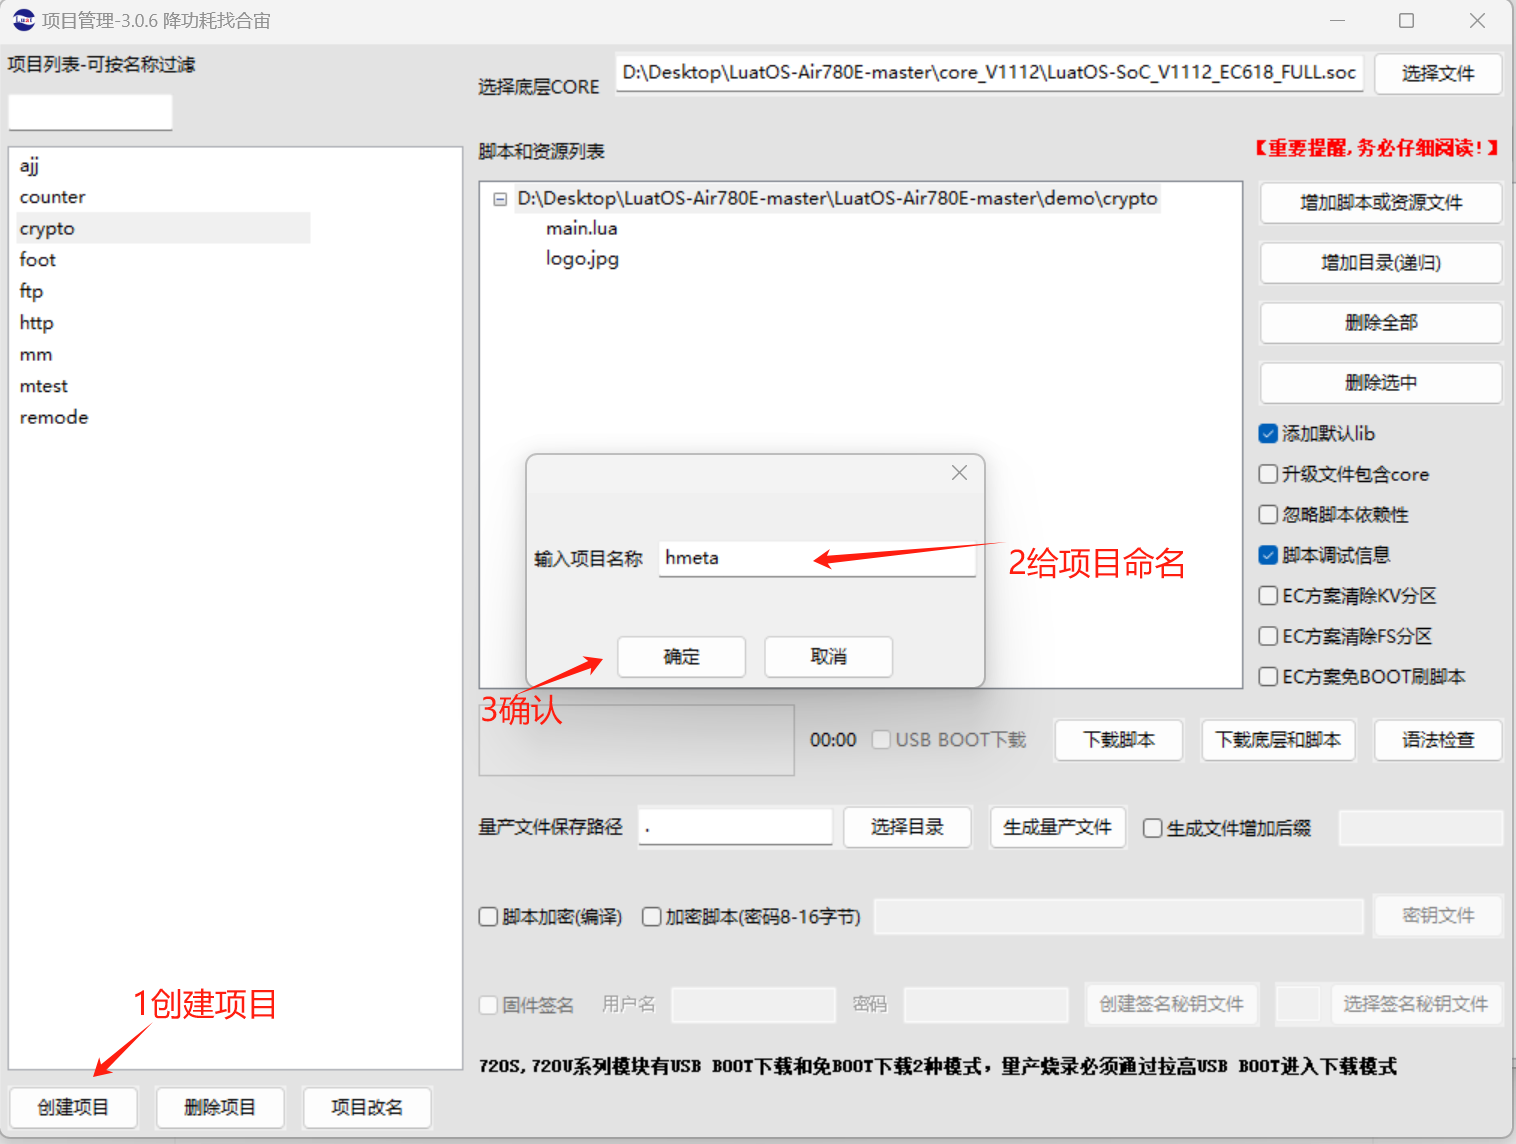 项目管理-3.0.6 降功耗找合宙
项目列表-可按名称过滤
选择底层CORE
D:\Desktop\LuatOS-Air780E-master\core_V1112\LuatOS-SoC_V1112_EC618_FULL.soc
选择文件
脚本和资源列表
【重要提醒,务必仔细阅读!】
ajj
counter
crypto
foot
ftp
http
mm
mtest
remode
D:\Desktop\LuatOS-Air780E-master\LuatOS-Air780E-master\demo\crypto
main.lua
logo.jpg
增加脚本或资源文件
增加目录(递归)
删除全部
删除选中
添加默认lib
升级文件包含core
忽略脚本依赖性
脚本调试信息
EC方案清除KV分区
EC方案清除FS分区
EC方案免BOOT刷脚本
输入项目名称
hmeta
2给项目命名
确定
取消
3确认
00:00
USB BOOT下载
下载脚本
下载底层和脚本
语法检查
量产文件保存路径
.
选择目录
生成量产文件
生成文件增加后缀
脚本加密(编译)
加密脚本(密码8-16字节)
密钥文件
固件签名
用户名
密码
创建签名秘钥文件
选择签名秘钥文件
1创建项目
720S,720U系列模块有USB BOOT下载和免BOOT下载2种模式，量产烧录必须通过拉高USB BOOT进入下载模式
创建项目
删除项目
项目改名